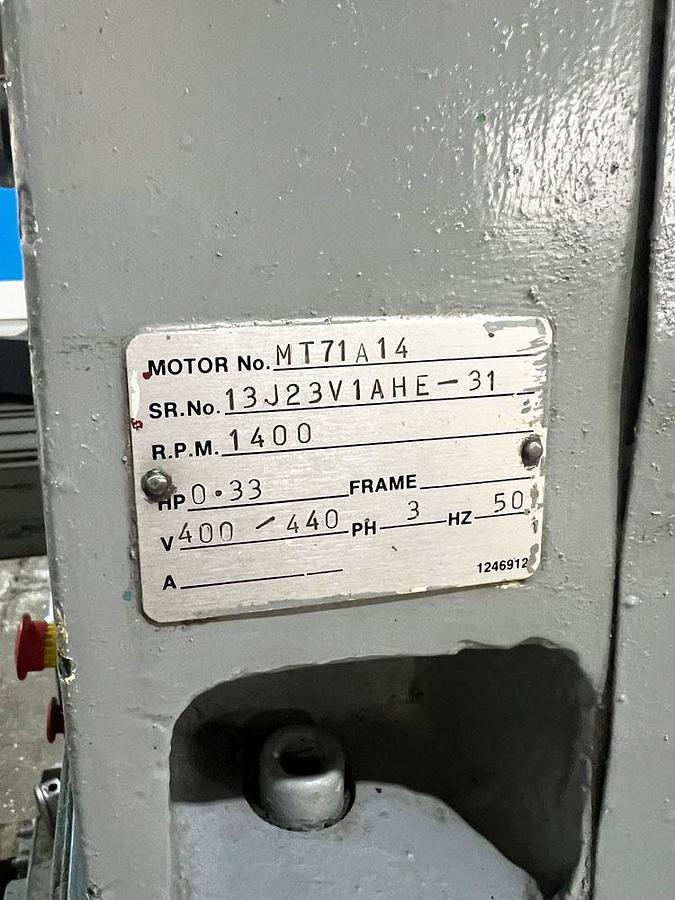 MOTOR No. MT71A14
SR.No. 13J23V1AHE-31
R.P.M. 1400
HP 0.33 FRAME
V 400/440 PH 3 HZ 50
A 1246912